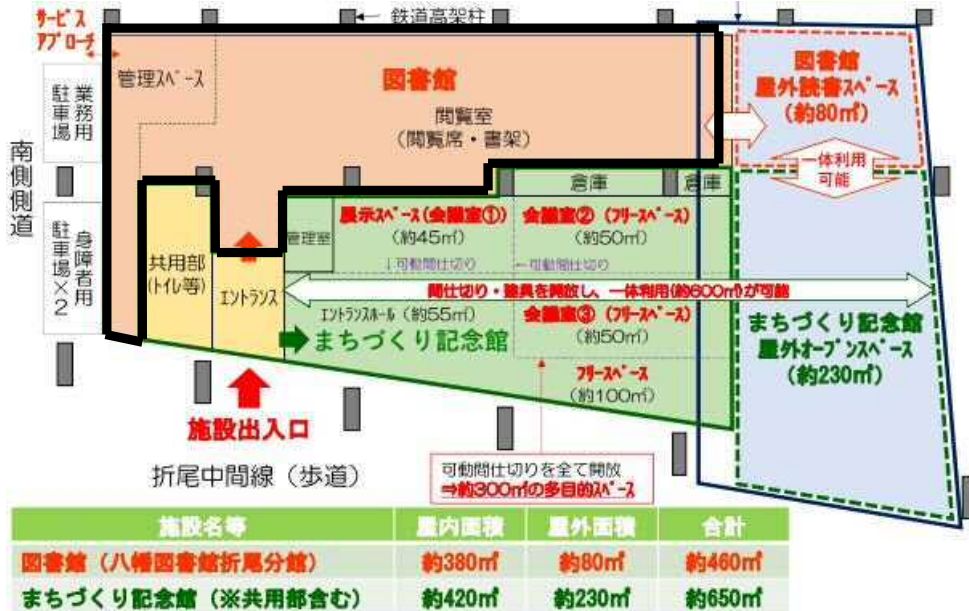 サービス
アプローチ
鉄道高架柱
管理スペース
図書館
図書館
屋外読書スペース
(約80㎡)
業務用
駐車場
閲覧室
(閲覧席・書架)
南側側道
一体利用
可能
倉庫
倉庫
展示スペース(会議室①)
(約45㎡)
会議室②(フリースペース)
(約50㎡)
管理室
身障者用
駐車場×2
共用部
(トイレ等)
↓可動間仕切り
←可動間仕切り
エントランス
間仕切り・建具を開放し、一体利用(約600㎡)が可能
エントランスホール(約55㎡)
会議室③(フリースペース)
(約50㎡)
まちづくり記念館
まちづくり記念館
屋外オープンスペース
(約230㎡)
フリースペース
(約100㎡)
施設出入口
折尾中間線(歩道)
可動間仕切りを全て開放
⇒約300㎡の多目的スペース
施設名等 屋内面積 屋外面積 合計
図書館(八幡図書館折尾分館) 約380㎡ 約80㎡ 約460㎡
まちづくり記念館(※共用部含む) 約420㎡ 約230㎡ 約650㎡